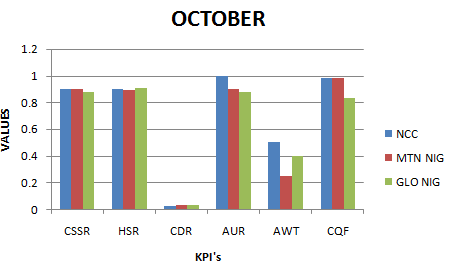 OCTOBER
VALUES
1.2
1
0.8
0.6
0.4
0.2
0
CSSR HSR CDR AUR AWT CQF
KPI's
NCC
MTN NIG
GLO NIG